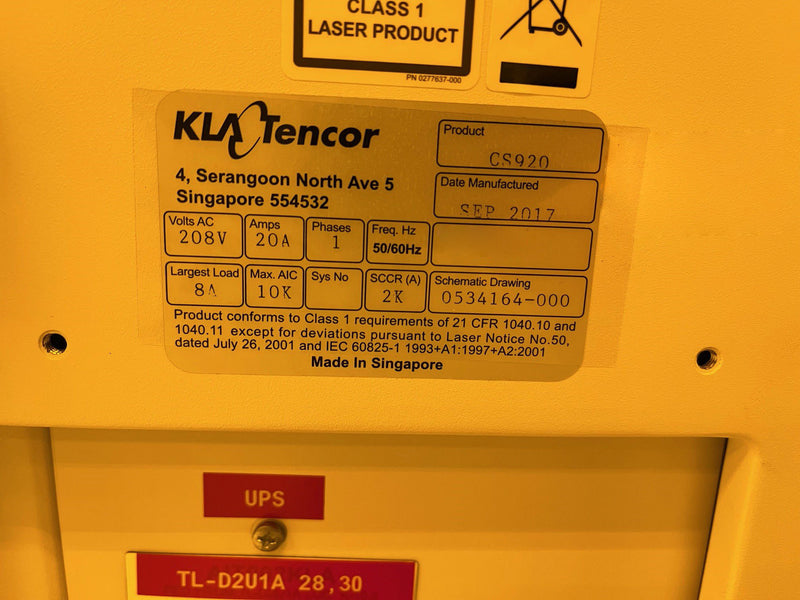 CLASS 1
LASER PRODUCT
PN 0277637-000
KLA Tencor
4, Serangoon North Ave 5
Singapore 554532
Product
CS920
Date Manufactured
SEP 2017
Volts AC
208V
Amps
20A
Phases
1
Freq. Hz
50/60Hz
Largest Load
8A
Max. AIC
10K
Sys No
SCCR (A)
2K
Schematic Drawing
0534164-000
Product conforms to Class 1 requirements of 21 CFR 1040.10 and
1040.11 except for deviations pursuant to Laser Notice No.50,
dated July 26, 2001 and IEC 60825-1 1993+A1:1997+A2:2001
Made In Singapore
UPS
TL-D2U1A 28,30